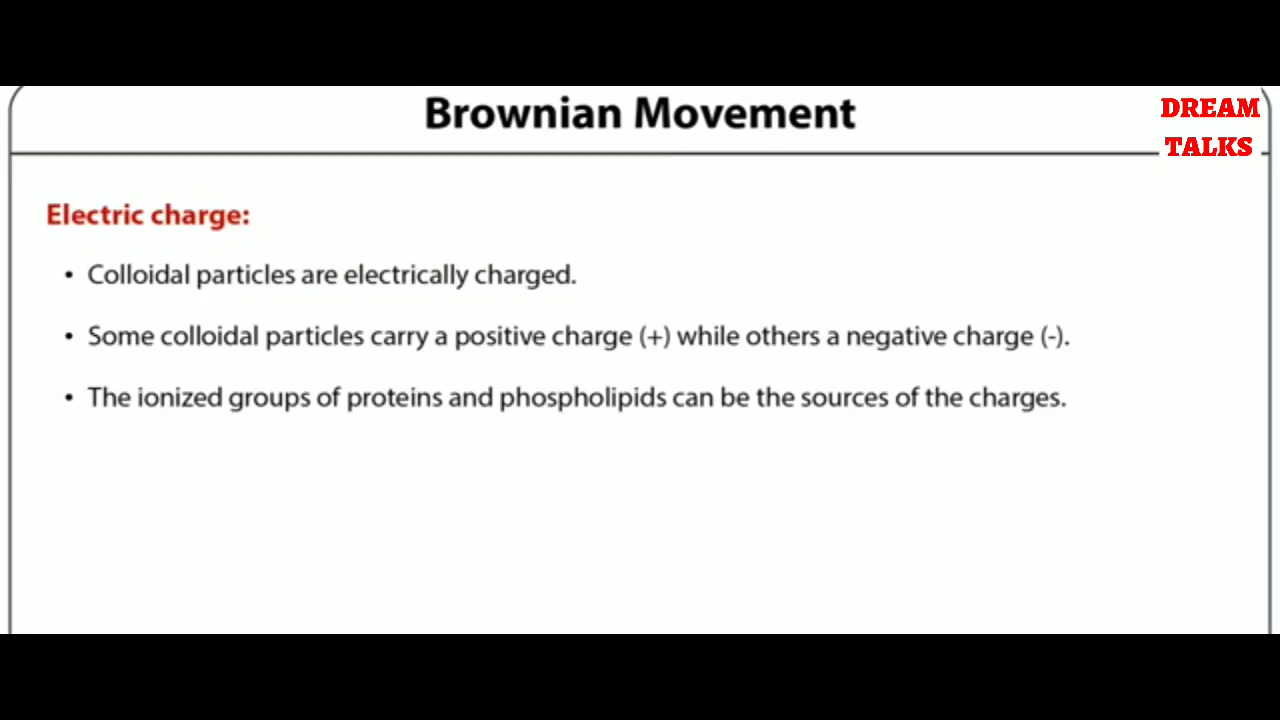 Brownian Movement
DREAM
TALKS
Electric charge:
• Colloidal particles are electrically charged.
• Some colloidal particles carry a positive charge (+) while others a negative charge (-).
• The ionized groups of proteins and phospholipids can be the sources of the charges.